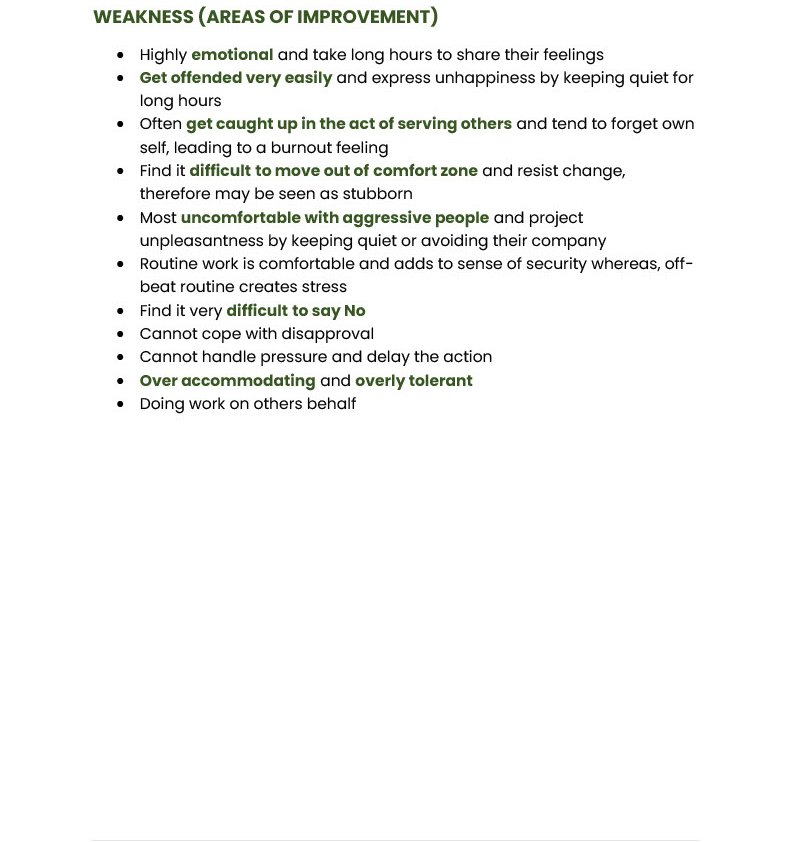 WEAKNESS (AREAS OF IMPROVEMENT)
• Highly emotional and take long hours to share their feelings
• Get offended very easily and express unhappiness by keeping quiet for
long hours
• Often get caught up in the act of serving others and tend to forget own
self, leading to a burnout feeling
• Find it difficult to move out of comfort zone and resist change,
therefore may be seen as stubborn
• Most uncomfortable with aggressive people and project
unpleasantness by keeping quiet or avoiding their company
• Routine work is comfortable and adds to sense of security whereas, off-
beat routine creates stress
• Find it very difficult to say No
• Cannot cope with disapproval
• Cannot handle pressure and delay the action
• Over accommodating and overly tolerant
• Doing work on others behalf